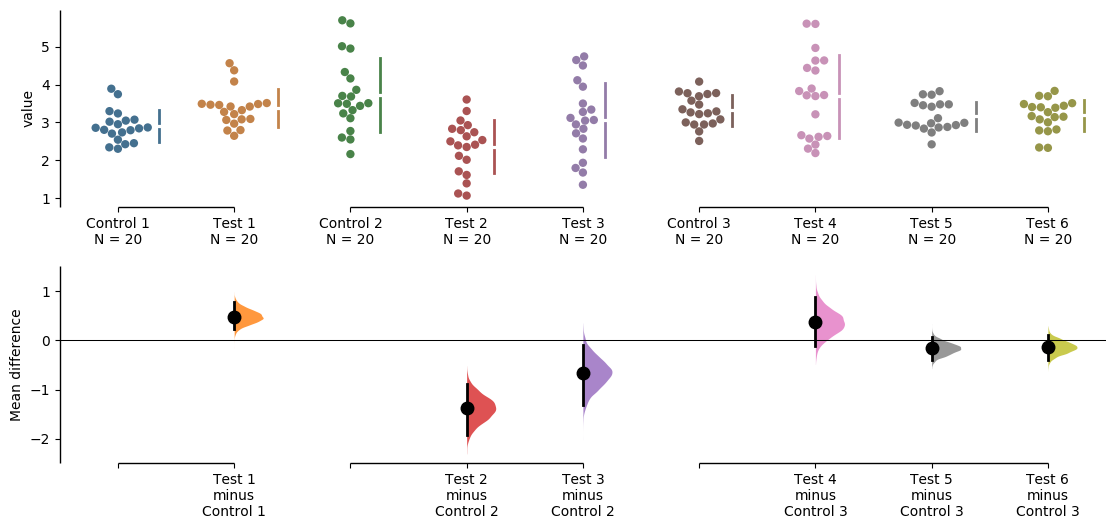 value
5
4
3
2
1
Control 1 Test 1 Control 2 Test 2 Test 3 Control 3 Test 4 Test 5 Test 6
N = 20 N = 20 N = 20 N = 20 N = 20 N = 20 N = 20 N = 20 N = 20
Mean difference
1
0
−1
−2
Test 1 Test 2 Test 3 Test 4 Test 5 Test 6
minus minus minus minus minus minus
Control 1 Control 2 Control 2 Control 3 Control 3 Control 3